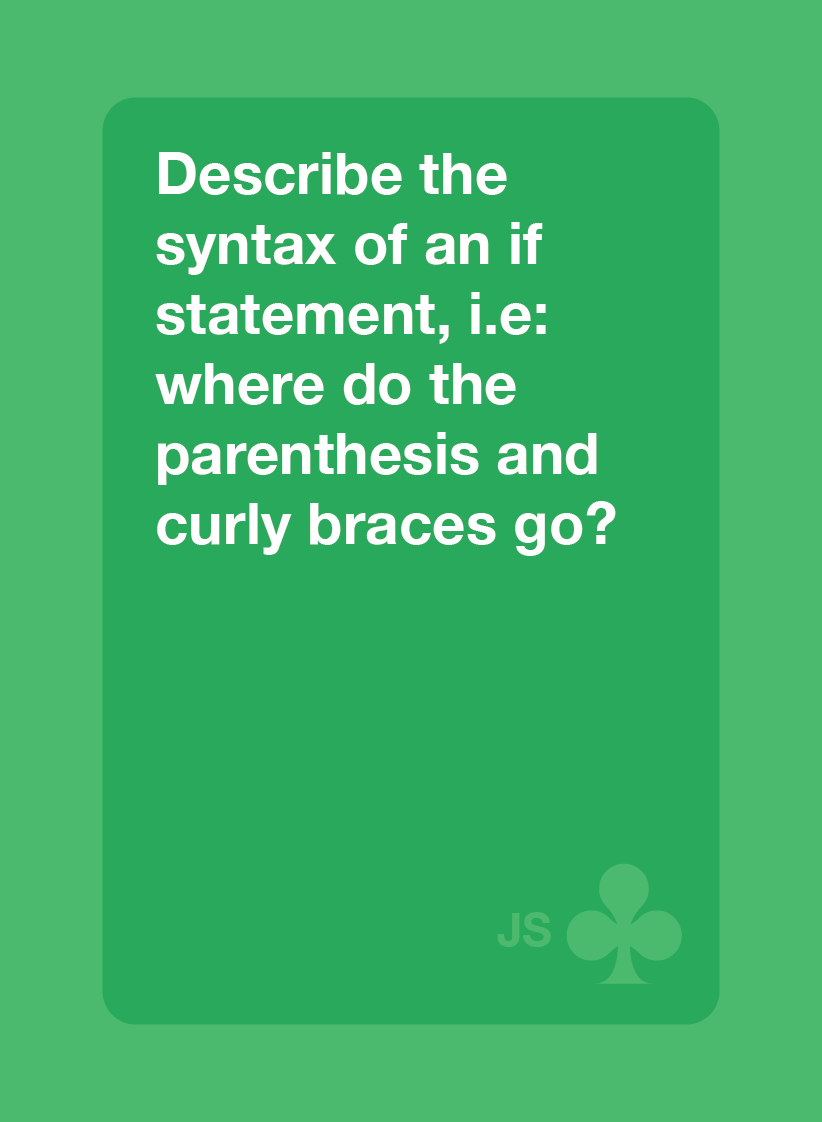 Describe the
syntax of an if
statement, i.e:
where do the
parenthesis and
curly braces go?
JS